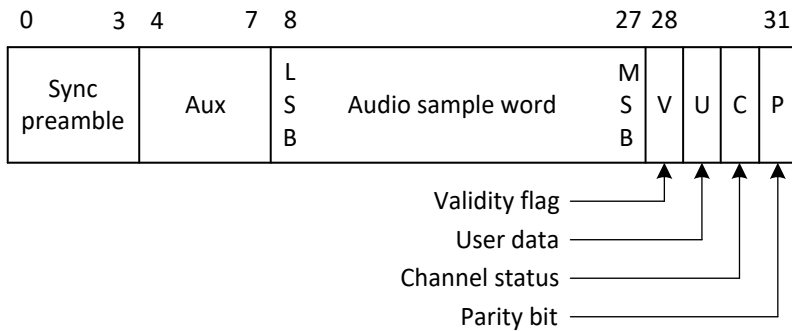 0 3 4 7 8 27 28 31
Sync
preamble
Aux
L
S
B
Audio sample word
M
S
B
V U C P
Validity flag
User data
Channel status
Parity bit